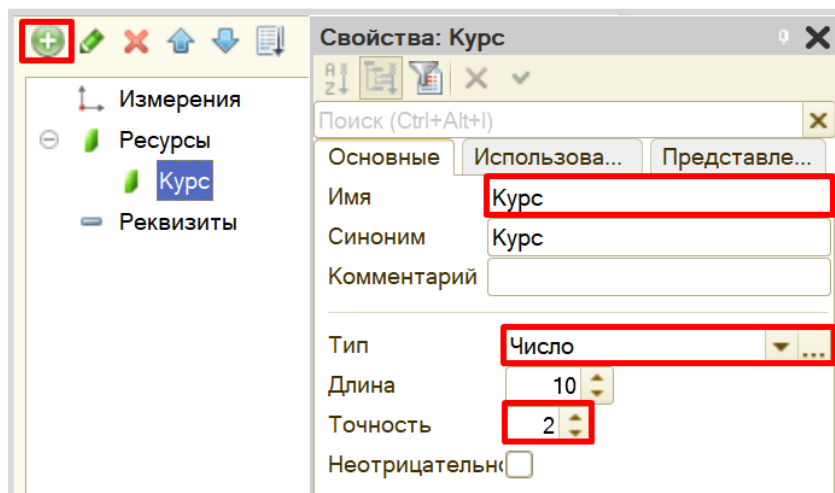 Свойства: Курс
Измерения
Ресурсы
Курс
Реквизиты
Поиск (Ctrl+Alt+I)
Основные Использова... Представле...
Имя Курс
Синоним Курс
Комментарий
Тип Число ...
Длина 10
Точность 2
Неотрицательно